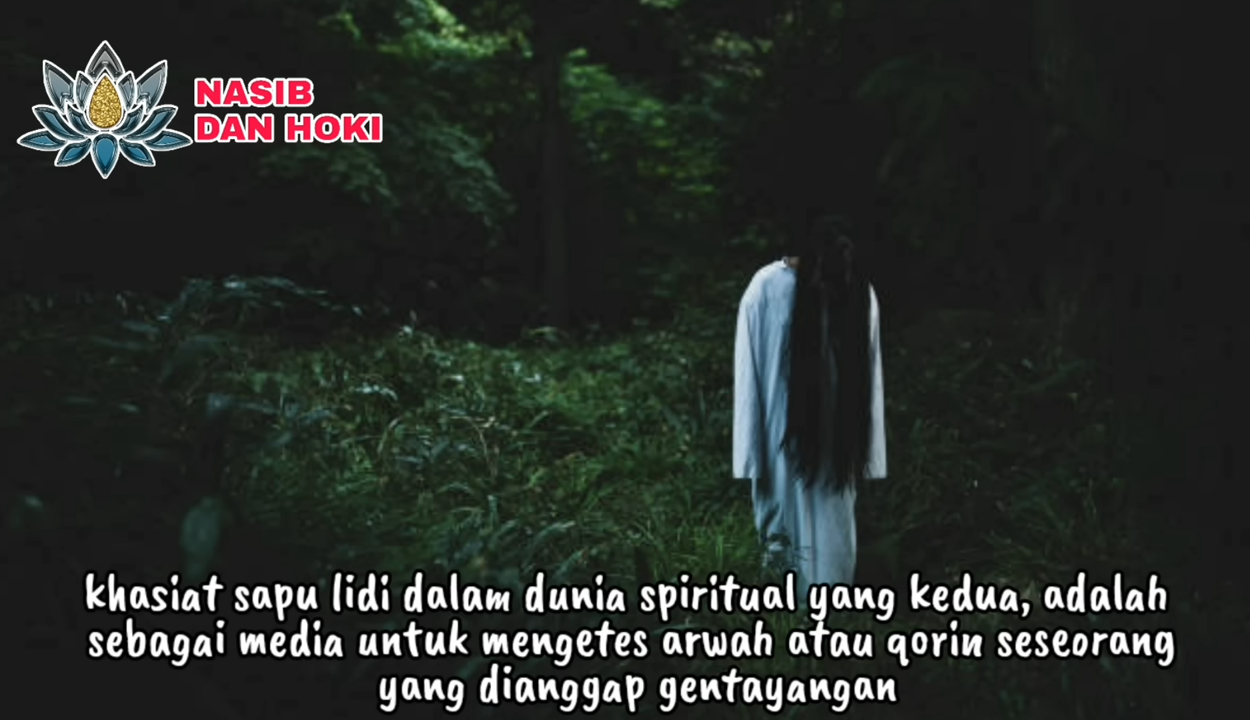 NASIB
DAN HOKI
khasiat sapu lidi dalam dunia spiritual yang kedua, adalah
sebagai media untuk mengetes arwah atau qorin seseorang
yang dianggap gentayangan